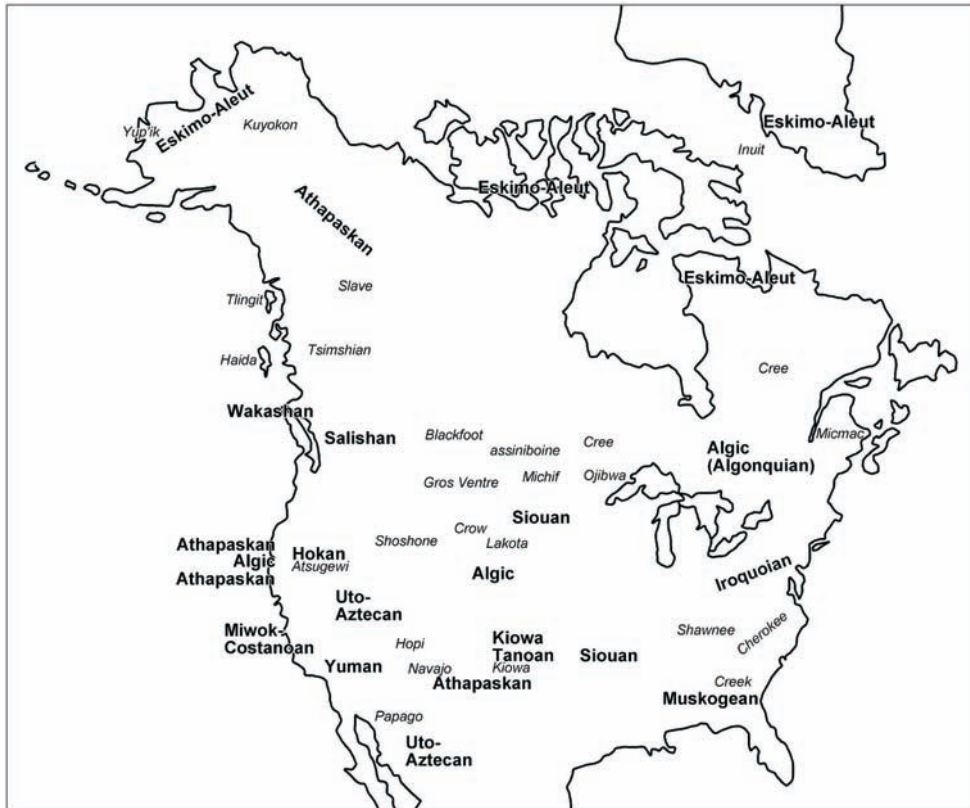 Eskimo-Aleut
Yup'ik
Eskimo-Aleut
Kuyokon
Inuit
Eskimo-Aleut
Athapaskan
Eskimo-Aleut
Slave
Tlingit
Tsimshian
Haida
Cree
Wakashan
Salishan
Blackfoot
assiniboine
Cree
Micmac
Algic
(Algonquian)
Gros Ventre
Michif
Ojibwa
Siouan
Crow
Shoshone
Lakota
Athapaskan
Algic
Athapaskan
Hokan
Atsugewi
Algic
Iroquoian
Uto-
Aztecan
Miwok-
Costanoan
Hopi
Kiowa
Tanoan
Kiowa
Siouan
Shawnee
Cherokee
Yuman
Navajo
Athapaskan
Creek
Muskogean
Papago
Uto-
Aztecan